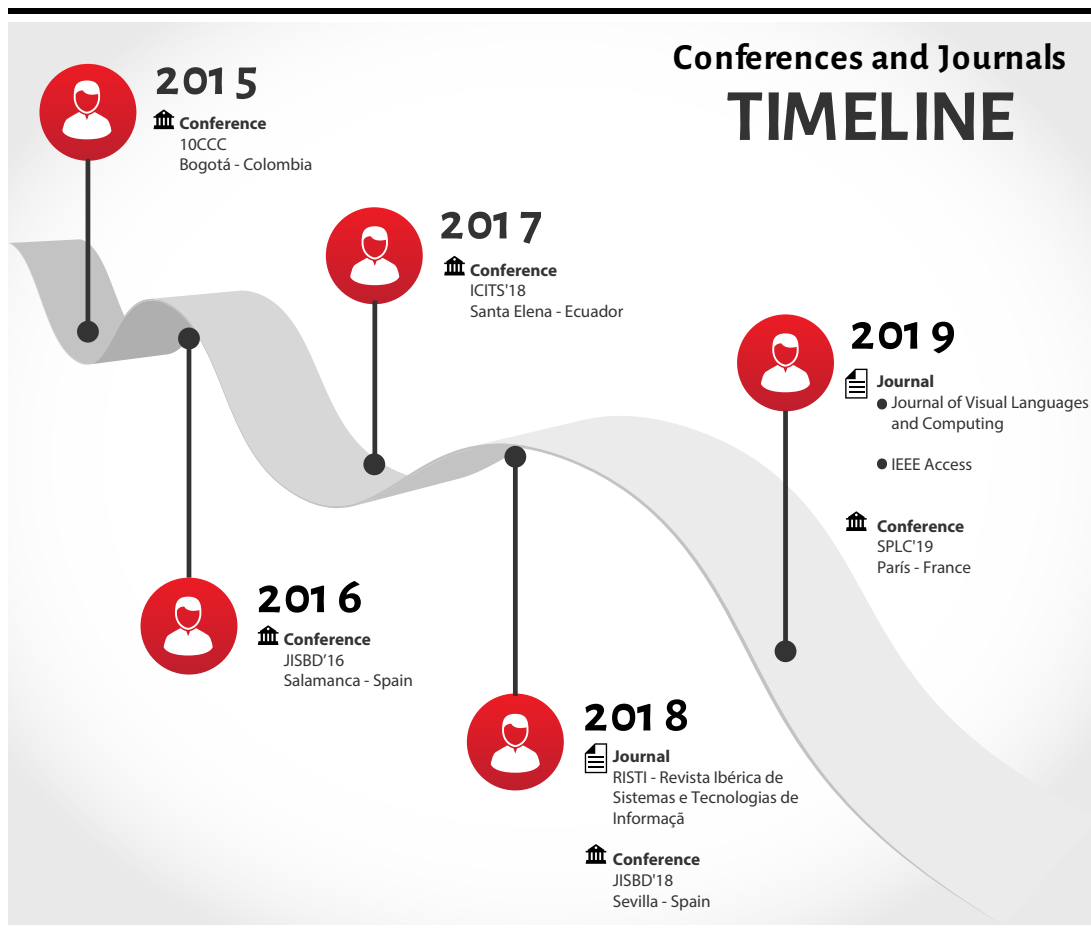 Conferences and Journals
TIMELINE
2015
Conference
10CCC
Bogotá - Colombia
2017
Conference
ICITS'18
Santa Elena - Ecuador
2019
Journal
● Journal of Visual Languages
and Computing
● IEEE Access
Conference
SPLC'19
París - France
2016
Conference
JISBD’16
Salamanca - Spain
2018
Journal
RISTI - Revista Ibérica de
Sistemas e Tecnologias de
Informaçã
Conference
JISBD'18
Sevilla - Spain